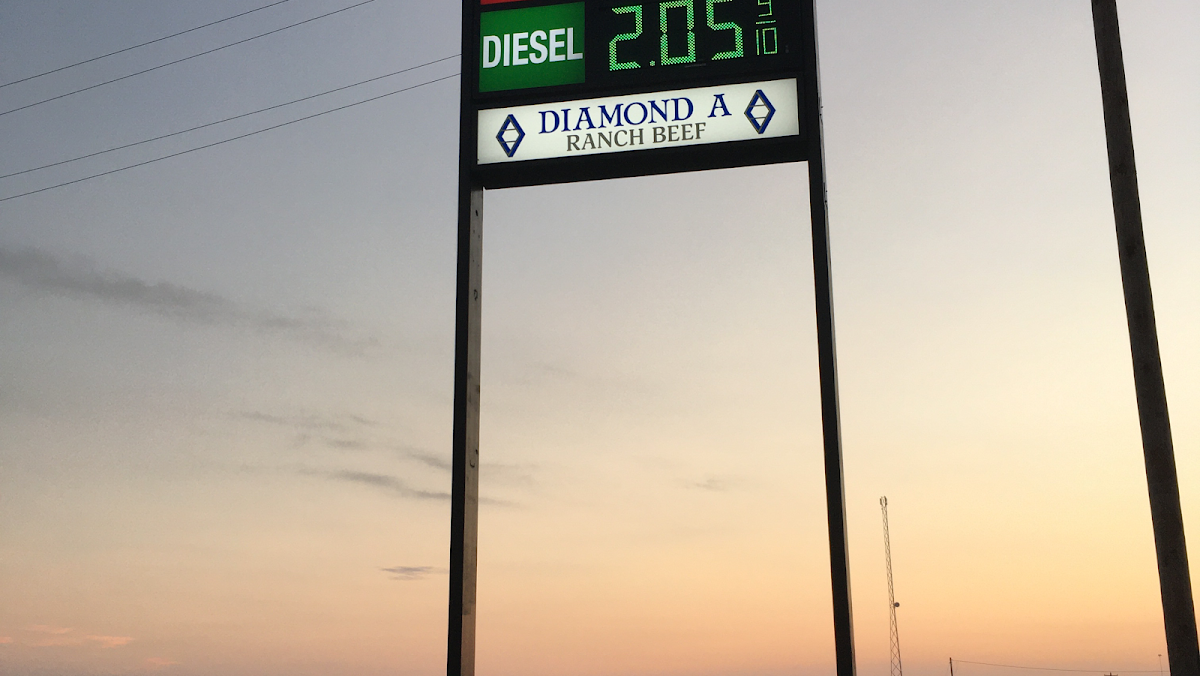 DIESEL 2.05 9/10
DIAMOND A
RANCH BEEF